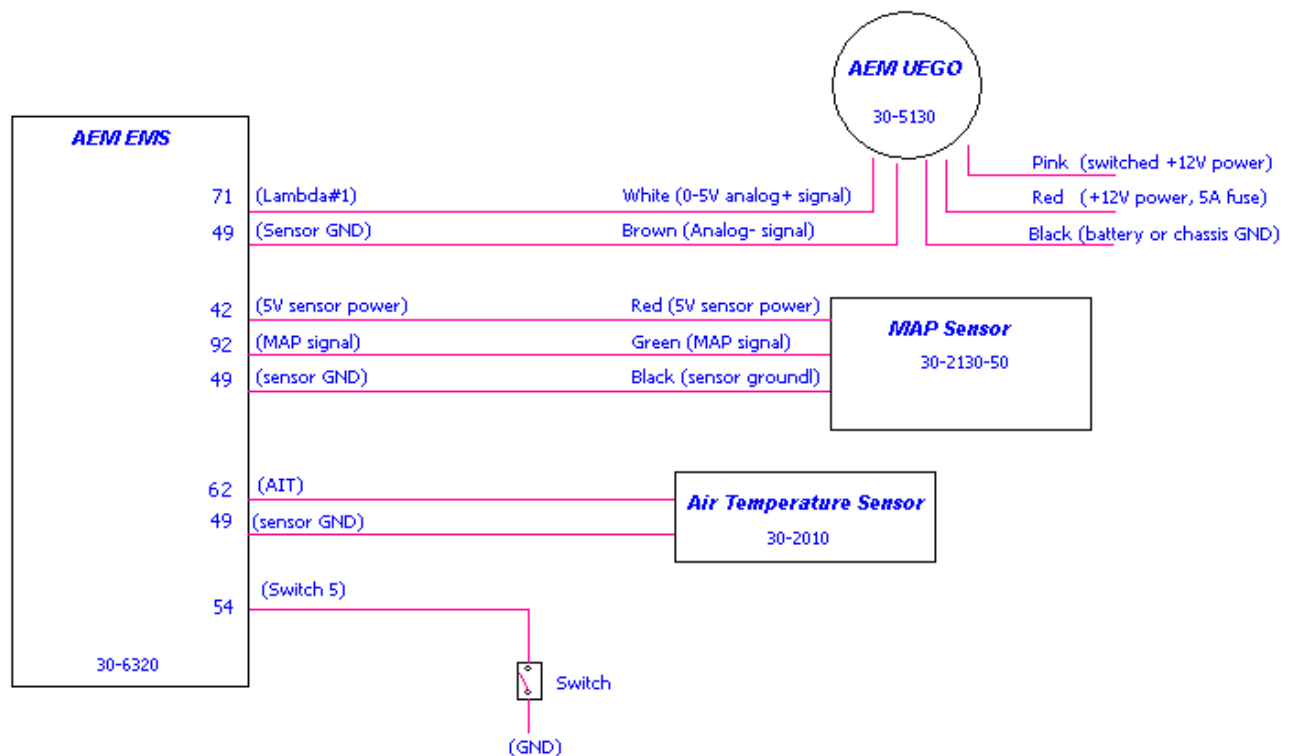 AEM UEGO
30-5130
AEM EMS
Pink (switched +12V power)
71 (Lambda#1) White (0-5V analog+ signal) Red (+12V power, 5A fuse)
49 (Sensor GND) Brown (Analog- signal) Black (battery or chassis GND)
42 (5V sensor power) Red (5V sensor power)
MAP Sensor
92 (MAP signal) Green (MAP signal)
30-2130-50
49 (sensor GND) Black (sensor groundl)
62 (AIT)
Air Temperature Sensor
49 (sensor GND)
30-2010
54 (Switch 5)
30-6320
Switch
(GND)